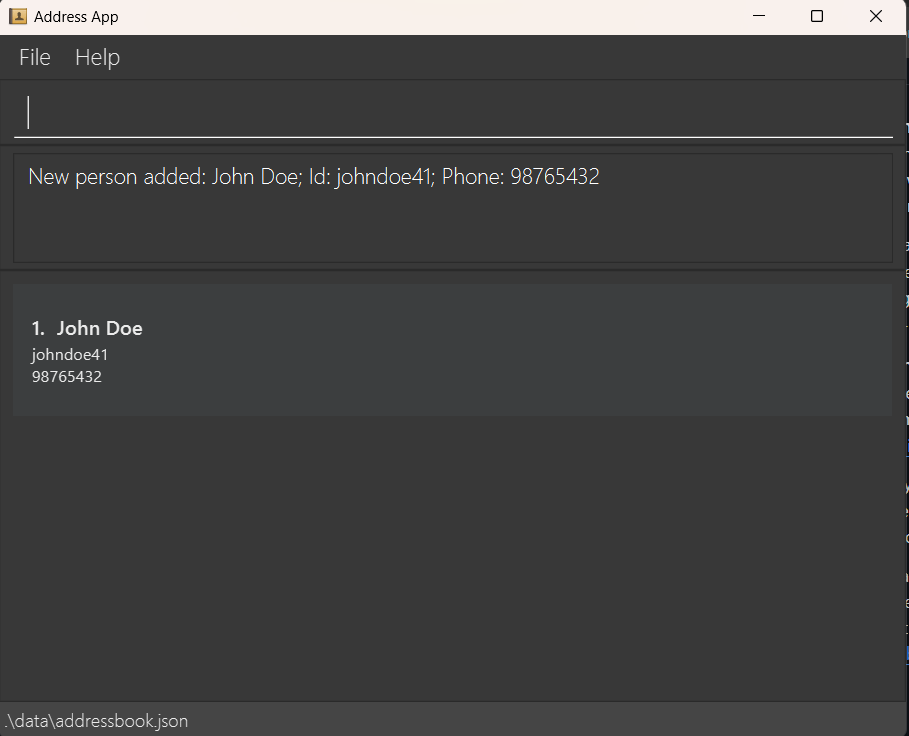 Address App
File Help
New person added: John Doe; Id: johndoe41; Phone: 98765432
1. John Doe
johndoe41
98765432
.\data\addressbook.json